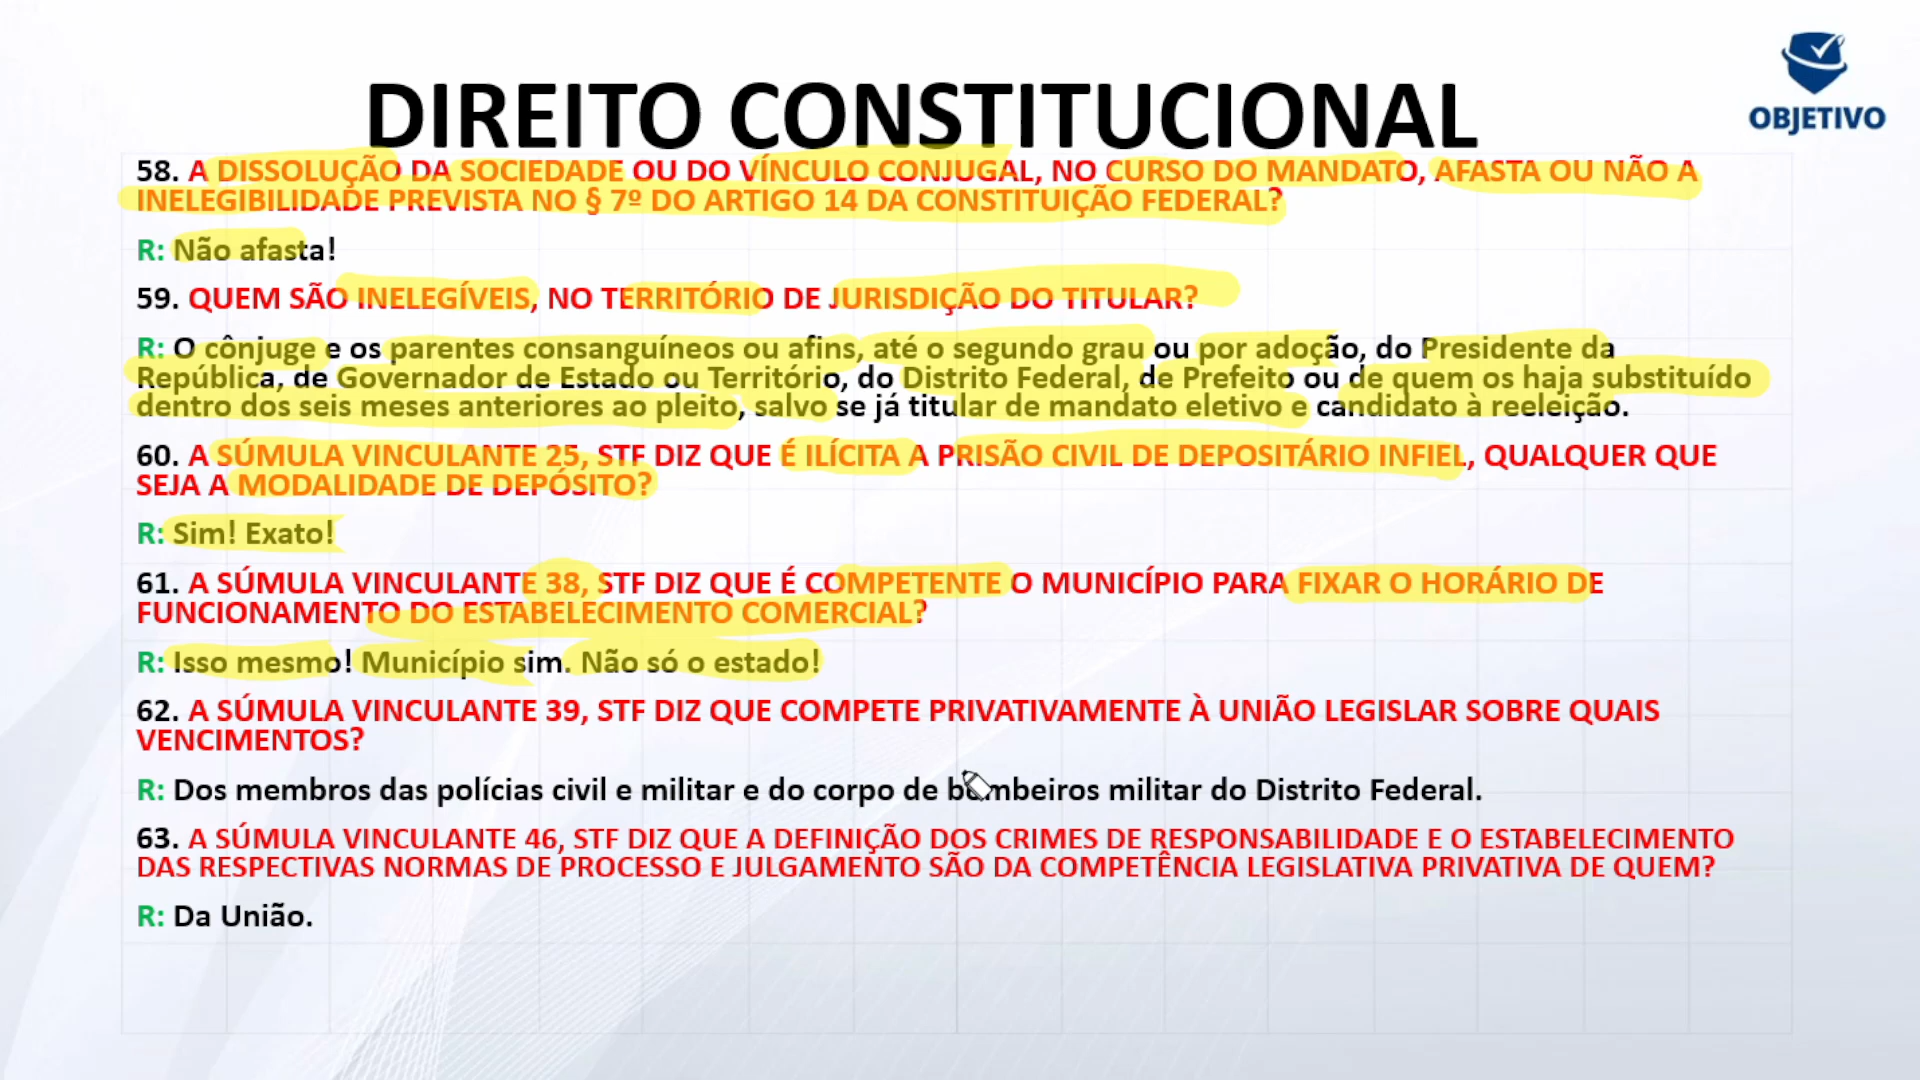 OBJETIVO
DIREITO CONSTITUCIONAL
58. A DISSOLUÇÃO DA SOCIEDADE OU DO VÍNCULO CONJUGAL, NO CURSO DO MANDATO, AFASTA OU NÃO A
INELEGIBILIDADE PREVISTA NO § 7º DO ARTIGO 14 DA CONSTITUIÇÃO FEDERAL?
R: Não afasta!
59. QUEM SÃO INELEGÍVEIS, NO TERRITÓRIO DE JURISDIÇÃO DO TITULAR?
R: O cônjuge e os parentes consanguíneos ou afins, até o segundo grau ou por adoção, do Presidente da
República, de Governador de Estado ou Território, do Distrito Federal, de Prefeito ou de quem os haja substituído
dentro dos seis meses anteriores ao pleito, salvo se já titular de mandato eletivo e candidato à reeleição.
60. A SÚMULA VINCULANTE 25, STF DIZ QUE É ILÍCITA A PRISÃO CIVIL DE DEPOSITÁRIO INFIEL, QUALQUER QUE
SEJA A MODALIDADE DE DEPÓSITO?
R: Sim! Exato!
61. A SÚMULA VINCULANTE 38, STF DIZ QUE É COMPETENTE O MUNICÍPIO PARA FIXAR O HORÁRIO DE
FUNCIONAMENTO DO ESTABELECIMENTO COMERCIAL?
R: Isso mesmo! Município sim. Não só o estado!
62. A SÚMULA VINCULANTE 39, STF DIZ QUE COMPETE PRIVATIVAMENTE À UNIÃO LEGISLAR SOBRE QUAIS
VENCIMENTOS?
R: Dos membros das polícias civil e militar e do corpo de bombeiros militar do Distrito Federal.
63. A SÚMULA VINCULANTE 46, STF DIZ QUE A DEFINIÇÃO DOS CRIMES DE RESPONSABILIDADE E O ESTABELECIMENTO
DAS RESPECTIVAS NORMAS DE PROCESSO E JULGAMENTO SÃO DA COMPETÊNCIA LEGISLATIVA PRIVATIVA DE QUEM?
R: Da União.